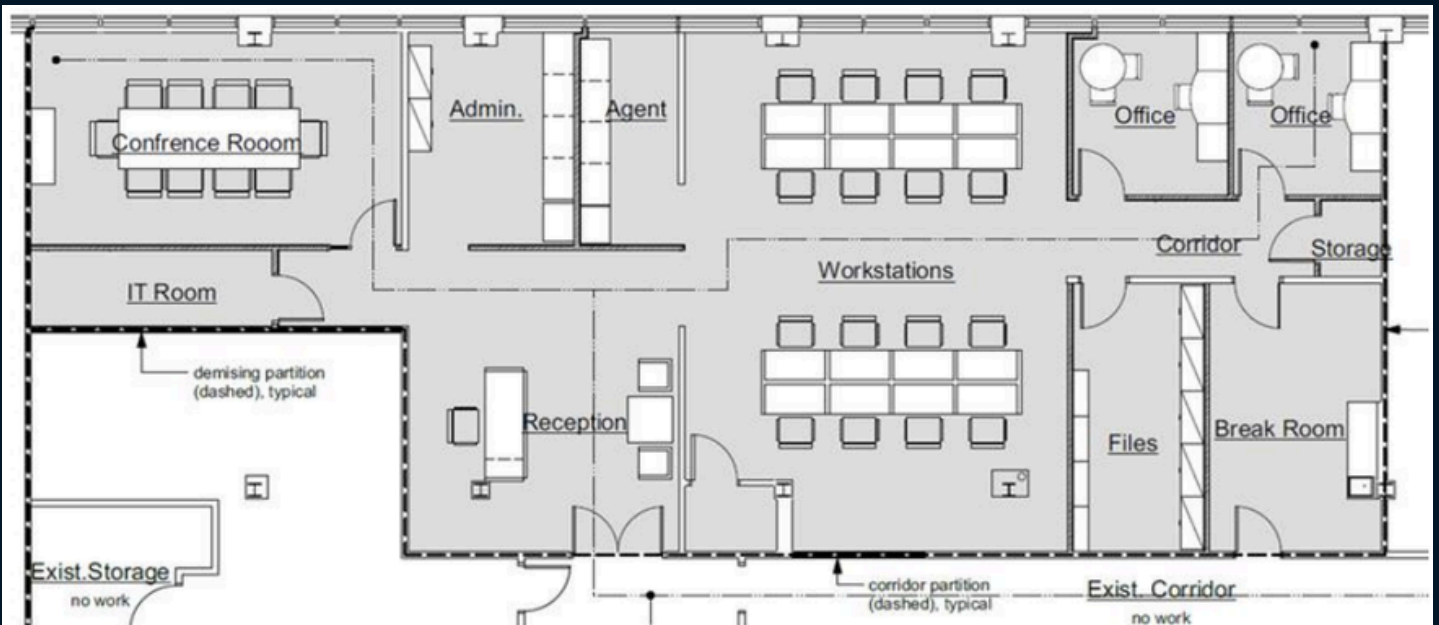 Confrence Rooom
Admin.
Agent
Office
Office
IT Room
Workstations
Corridor
Storage
demising partition
(dashed), typical
Reception
Files
Break Room
Exist.Storage
no work
corridor partition
(dashed), typical
Exist. Corridor
no work